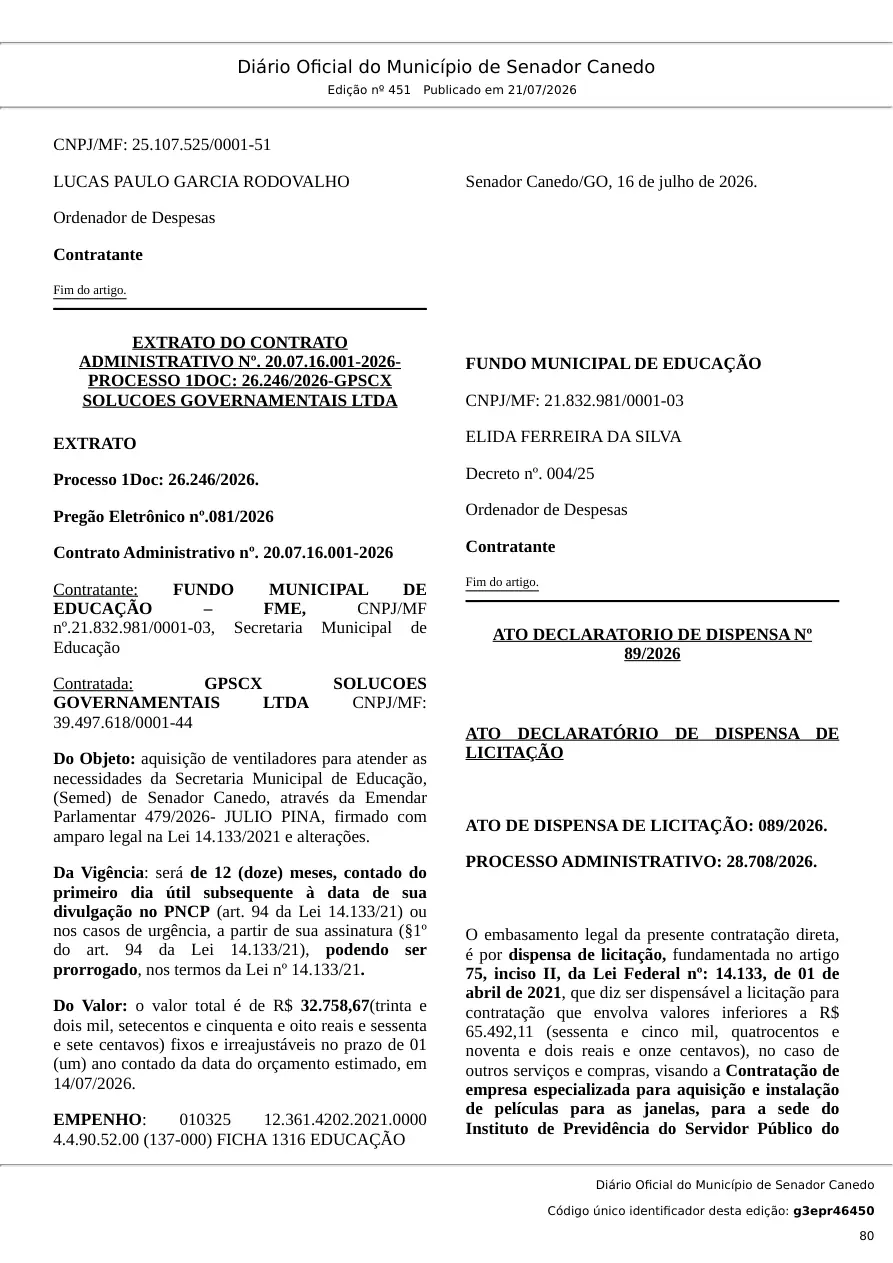 Diário Oficial do Município de Senador Canedo
Edição nº 451 Publicado em 21/07/2026
CNPJ/MF: 25.107.525/0001-51
LUCAS PAULO GARCIA RODOVALHO
Ordenador de Despesas
Contratante
Fim do artigo.
EXTRATO DO CONTRATO
ADMINISTRATIVO Nº. 20.07.16.001-2026-
PROCESSO 1DOC: 26.246/2026-GPSCX
SOLUCOES GOVERNAMENTAIS LTDA
EXTRATO
Processo 1Doc: 26.246/2026.
Pregão Eletrônico nº.081/2026
Contrato Administrativo nº. 20.07.16.001-2026
Contratante: FUNDO MUNICIPAL DE
EDUCAÇÃO – FME, CNPJ/MF
nº.21.832.981/0001-03, Secretaria Municipal de
Educação
Contratada: GPSCX SOLUCOES
GOVERNAMENTAIS LTDA CNPJ/MF:
39.497.618/0001-44
Do Objeto: aquisição de ventiladores para atender as
necessidades da Secretaria Municipal de Educação,
(Semed) de Senador Canedo, através da Emendar
Parlamentar 479/2026- JULIO PINA, firmado com
amparo legal na Lei 14.133/2021 e alterações.
Da Vigência: será de 12 (doze) meses, contado do
primeiro dia útil subsequente à data de sua
divulgação no PNCP (art. 94 da Lei 14.133/21) ou
nos casos de urgência, a partir de sua assinatura (§1º
do art. 94 da Lei 14.133/21), podendo ser
prorrogado, nos termos da Lei nº 14.133/21.
Do Valor: o valor total é de R$ 32.758,67(trinta e
dois mil, setecentos e cinquenta e oito reais e sessenta
e sete centavos) fixos e irreajustáveis no prazo de 01
(um) ano contado da data do orçamento estimado, em
14/07/2026.
EMPENHO: 010325 12.361.4202.2021.0000
4.4.90.52.00 (137-000) FICHA 1316 EDUCAÇÃO
Senador Canedo/GO, 16 de julho de 2026.
FUNDO MUNICIPAL DE EDUCAÇÃO
CNPJ/MF: 21.832.981/0001-03
ELIDA FERREIRA DA SILVA
Decreto nº. 004/25
Ordenador de Despesas
Contratante
Fim do artigo.
ATO DECLARATORIO DE DISPENSA Nº
89/2026
ATO DECLARATÓRIO DE DISPENSA DE
LICITAÇÃO
ATO DE DISPENSA DE LICITAÇÃO: 089/2026.
PROCESSO ADMINISTRATIVO: 28.708/2026.
O embasamento legal da presente contratação direta,
é por dispensa de licitação, fundamentada no artigo
75, inciso II, da Lei Federal nº: 14.133, de 01 de
abril de 2021, que diz ser dispensável a licitação para
contratação que envolva valores inferiores a R$
65.492,11 (sessenta e cinco mil, quatrocentos e
noventa e dois reais e onze centavos), no caso de
outros serviços e compras, visando a Contratação de
empresa especializada para aquisição e instalação
de películas para as janelas, para a sede do
Instituto de Previdência do Servidor Público do
Diário Oficial do Município de Senador Canedo
Código único identificador desta edição: g3epr46450
80